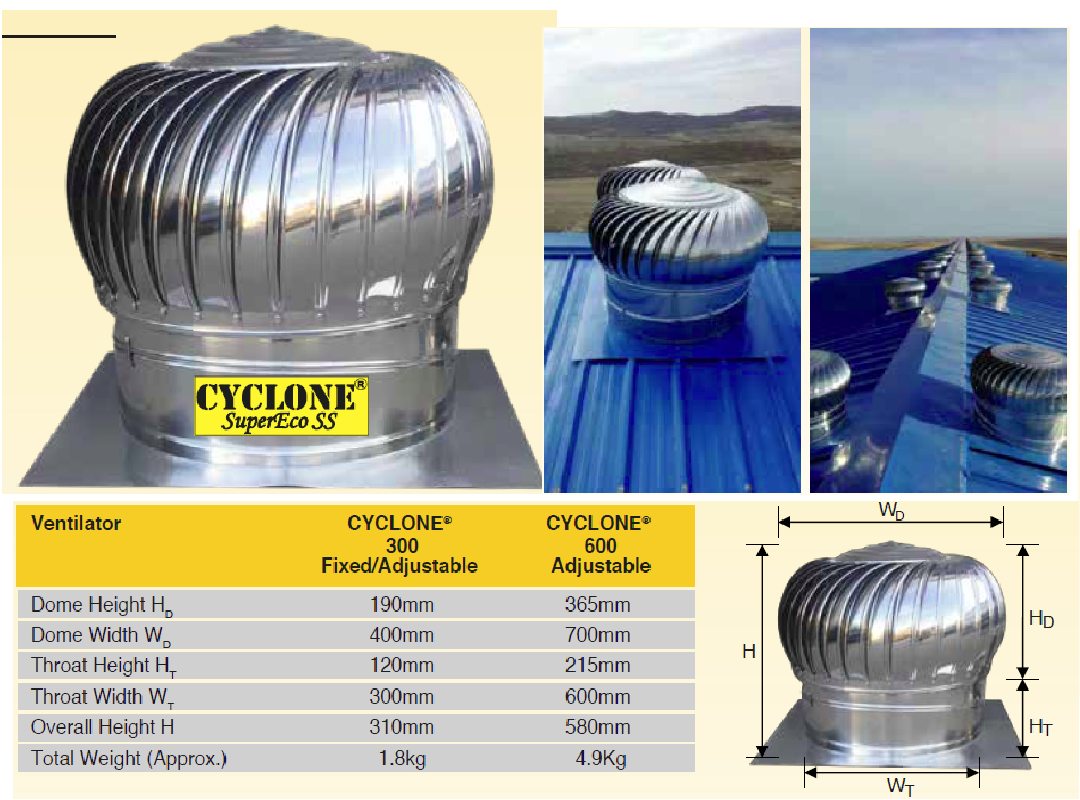 CYCLONE®
SuperEco SS
Ventilator CYCLONE® CYCLONE®
300 600
Fixed/Adjustable Adjustable
Dome Height HD 190mm 365mm
Dome Width WD 400mm 700mm
Throat Height HT 120mm 215mm
Throat Width WT 300mm 600mm
Overall Height H 310mm 580mm
Total Weight (Approx.) 1.8kg 4.9Kg
WD
H
HD
HT
WT